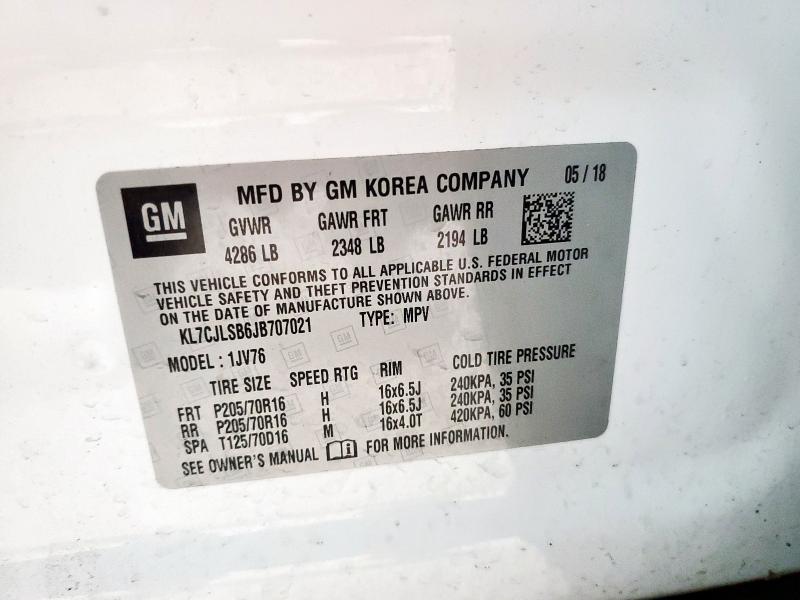 GM
MFD BY GM KOREA COMPANY 05 / 18
GVWR GAWR FRT GAWR RR
4286 LB 2348 LB 2194 LB
THIS VEHICLE CONFORMS TO ALL APPLICABLE U.S. FEDERAL MOTOR
VEHICLE SAFETY AND THEFT PREVENTION STANDARDS IN EFFECT
ON THE DATE OF MANUFACTURE SHOWN ABOVE.
KL7CJLSB6JB707021 TYPE: MPV
MODEL : 1JV76
TIRE SIZE SPEED RTG RIM COLD TIRE PRESSURE
FRT P205/70R16 H 16x6.5J 240KPA, 35 PSI
RR P205/70R16 H 16x6.5J 240KPA, 35 PSI
SPA T125/70D16 M 16x4.0T 420KPA, 60 PSI
SEE OWNER'S MANUAL FOR MORE INFORMATION.